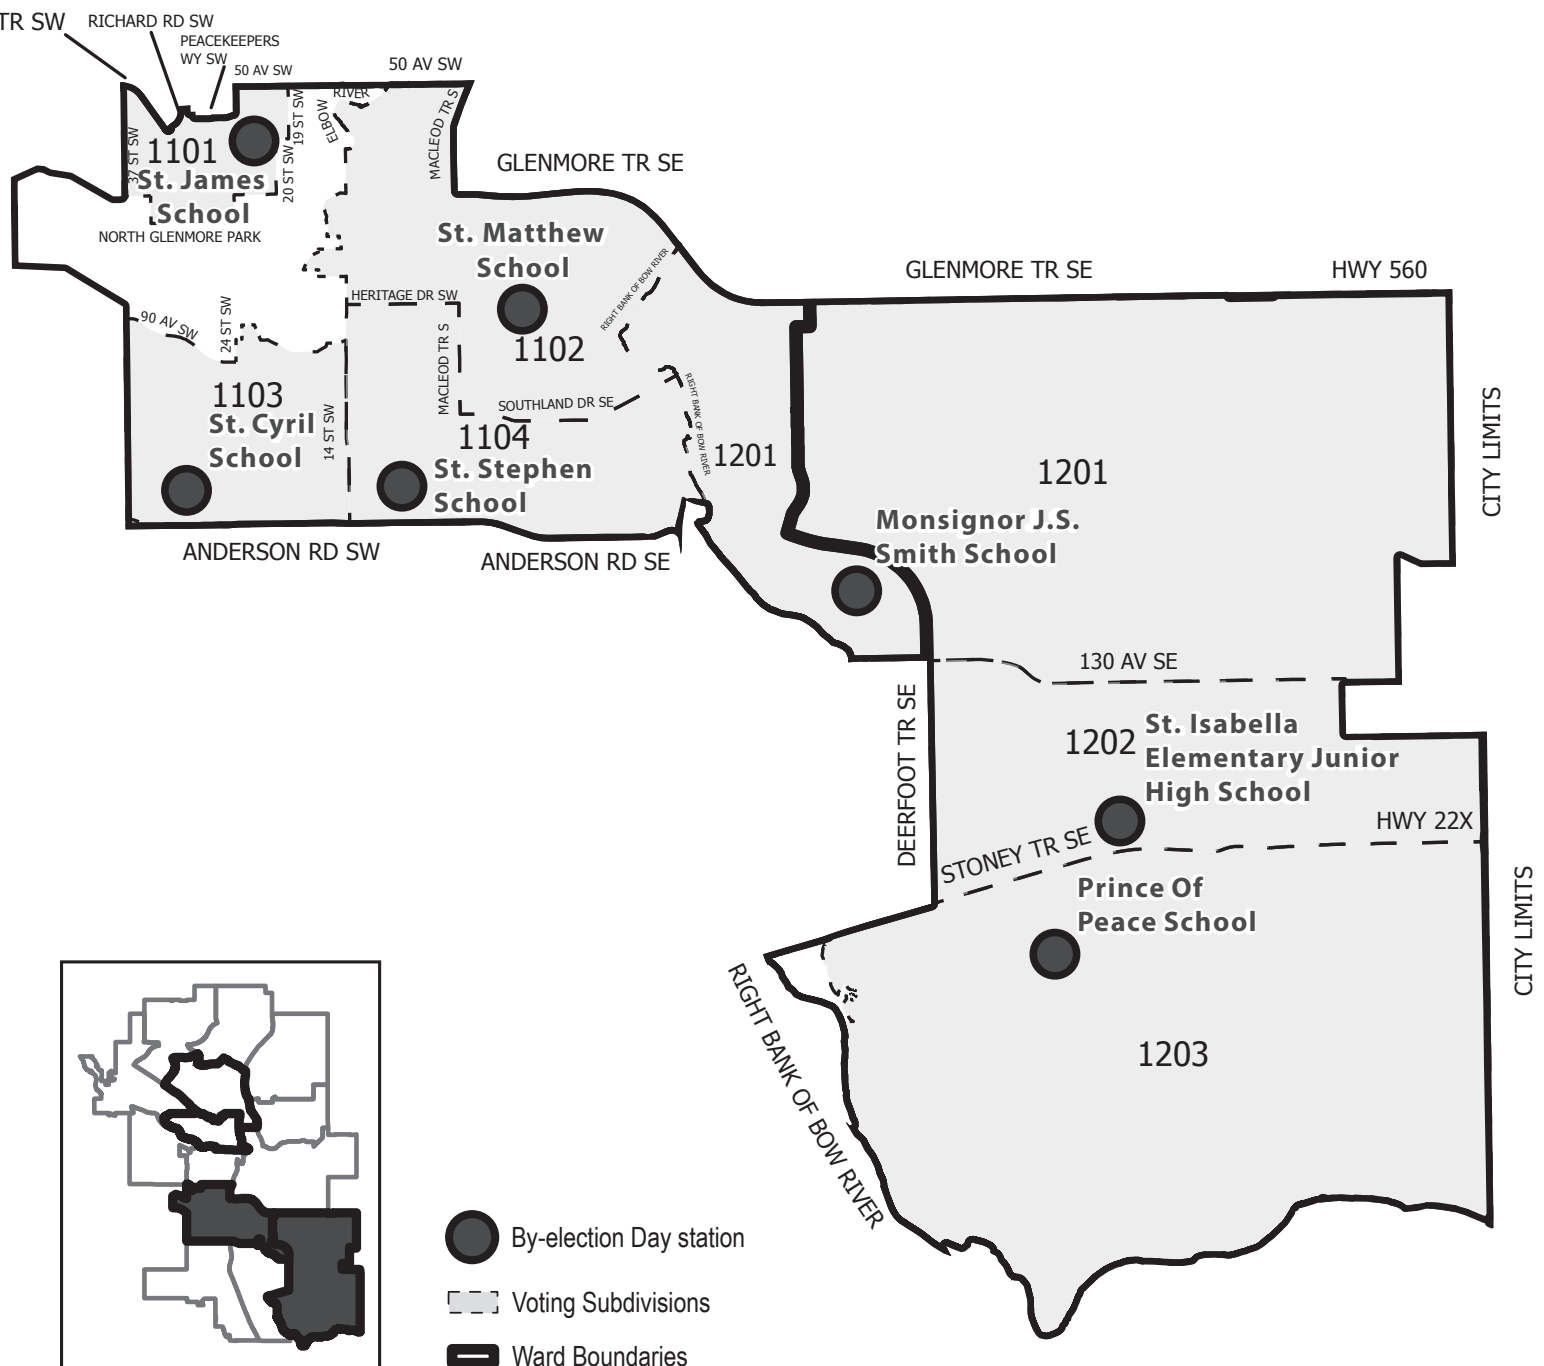 TR SW
RICHARD RD SW
PEACEKEEPERS
WY SW
50 AV SW
50 AV SW
RIVER
ELBOW
19 ST SW
MACLEOD TR S
37 ST SW
1101
St. James
School
20 ST SW
NORTH GLENMORE PARK
GLENMORE TR SE
St. Matthew
School
RIGHT BANK OF BOW RIVER
GLENMORE TR SE
HWY 560
HERITAGE DR SW
90 AV SW
24 ST SW
MACLEOD TR S
1102
1103
St. Cyril
School
14 ST SW
SOUTHLAND DR SE
1104
St. Stephen
School
RIGHT BANK OF BOW RIVER
1201
1201
CITY LIMITS
Monsignor J.S.
Smith School
ANDERSON RD SW
ANDERSON RD SE
130 AV SE
DEERFOOT TR SE
1202
St. Isabella
Elementary Junior
High School
HWY 22X
STONEY TR SE
Prince Of
Peace School
CITY LIMITS
RIGHT BANK OF BOW RIVER
1203
By-election Day station
Voting Subdivisions
Ward Boundaries